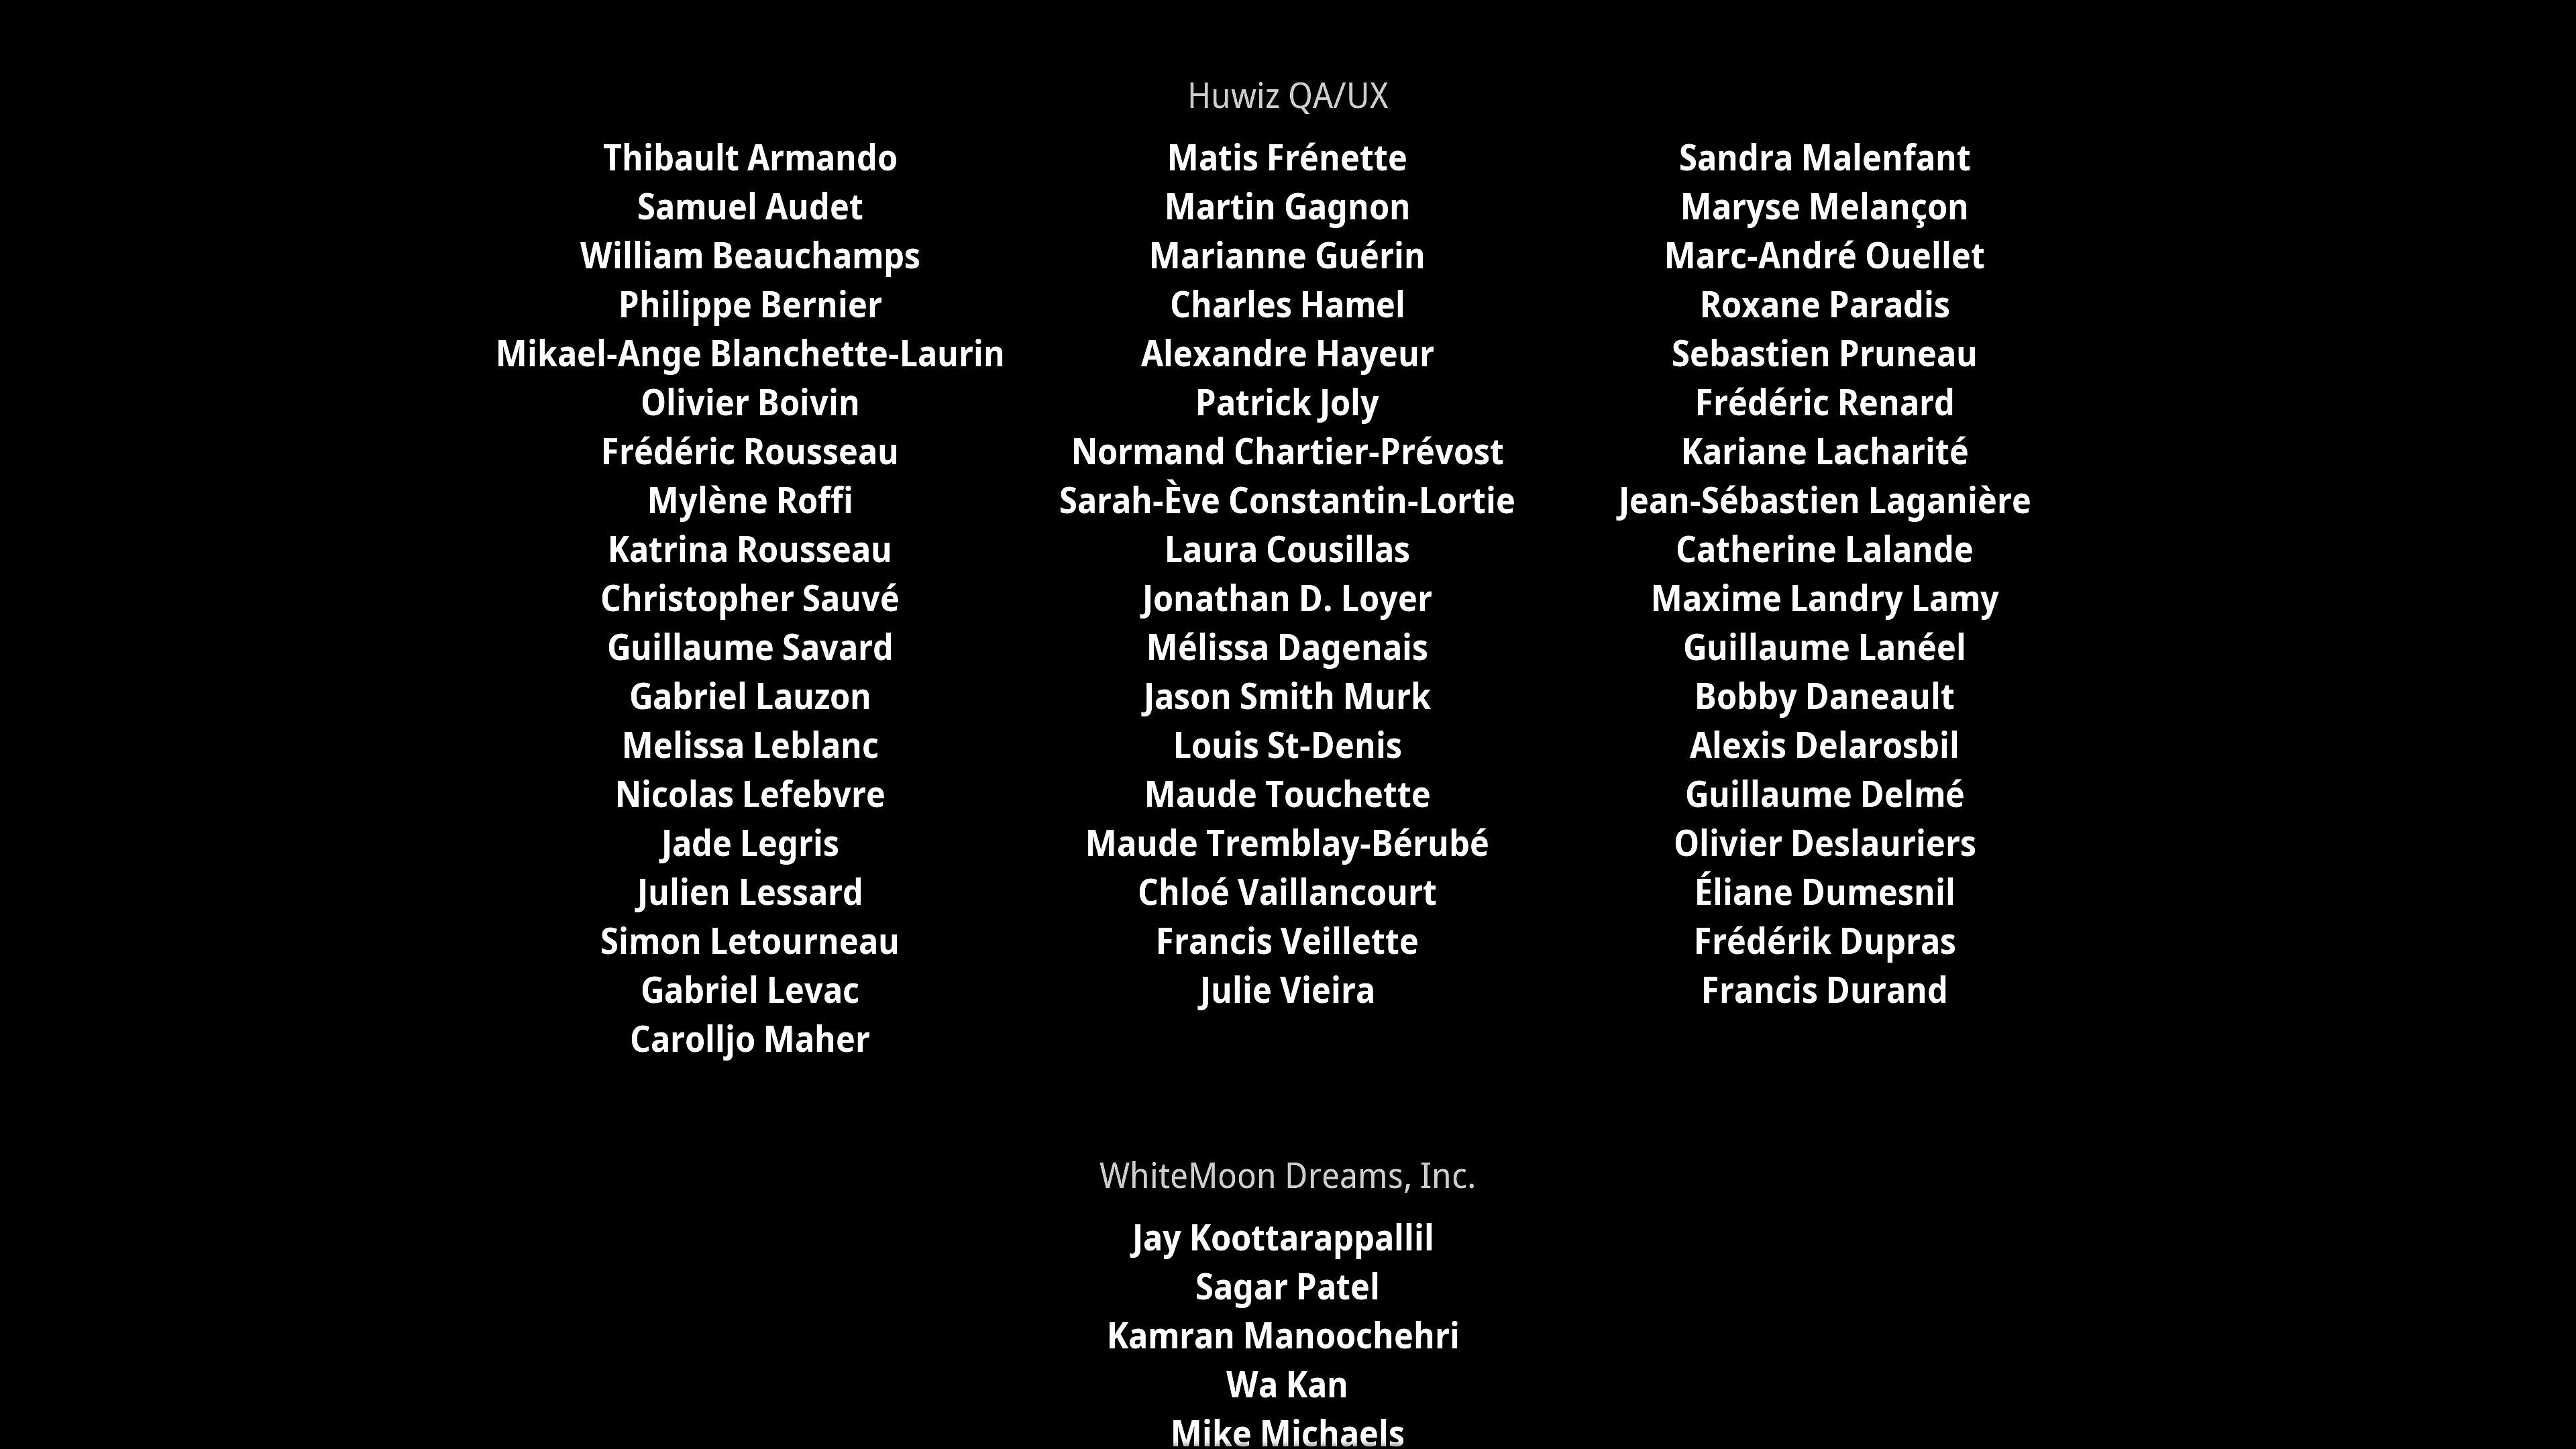 Huwiz QA/UX
Thibault Armando
Samuel Audet
William Beauchamps
Philippe Bernier
Mikael-Ange Blanchette-Laurin
Olivier Boivin
Frédéric Rousseau
Mylène Roffi
Katrina Rousseau
Christopher Sauvé
Guillaume Savard
Gabriel Lauzon
Melissa Leblanc
Nicolas Lefebvre
Jade Legris
Julien Lessard
Simon Letourneau
Gabriel Levac
Carolljo Maher
Matis Frénette
Martin Gagnon
Marianne Guérin
Charles Hamel
Alexandre Hayeur
Patrick Joly
Normand Chartier-Prévost
Sarah-Ève Constantin-Lortie
Laura Cousillas
Jonathan D. Loyer
Mélissa Dagenais
Jason Smith Murk
Louis St-Denis
Maude Touchette
Maude Tremblay-Bérubé
Chloé Vaillancourt
Francis Veillette
Julie Vieira
Sandra Malenfant
Maryse Melançon
Marc-André Ouellet
Roxane Paradis
Sebastien Pruneau
Frédéric Renard
Kariane Lacharité
Jean-Sébastien Laganière
Catherine Lalande
Maxime Landry Lamy
Guillaume Lanéel
Bobby Daneault
Alexis Delarosbil
Guillaume Delmé
Olivier Deslauriers
Éliane Dumesnil
Frédérik Dupras
Francis Durand
WhiteMoon Dreams, Inc.
Jay Koottarappallil
Sagar Patel
Kamran Manoochehri
Wa Kan
Mike Michaels